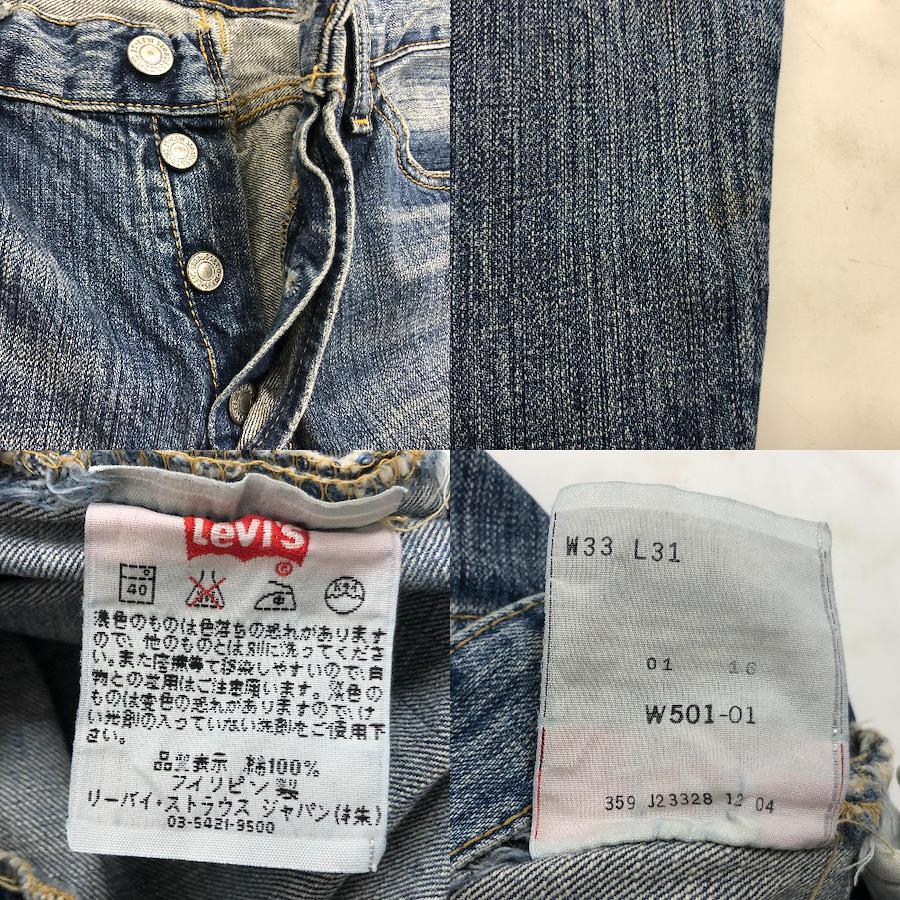 Levi's
®
40
濃色のものは色落ちの恐れがあります
ので、他のものとは別に洗ってくださ
い。また摩擦等で移染しやすいので、白
物との着用はご注意願います。淡色の
ものは変色の恐れがありますので、け
い光剤の入っていない洗剤をご使用下
さい。
品質表示 綿100%
フィリピン製
リーバイ・ストラウス ジャパン(株)
03-5421-9500
W33 L31
01 16
W501-01
359 J23328 12 04